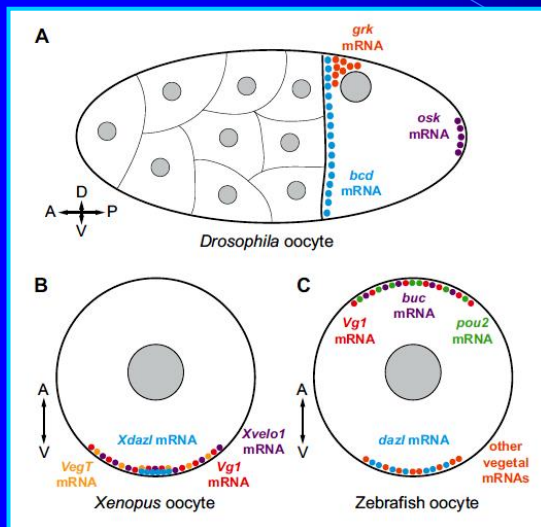 A
grk
mRNA
osk
mRNA
bcd
mRNA
D
A P
V
Drosophila oocyte
B
C
buc
mRNA
Vg1
mRNA
pou2
mRNA
A
V
Xdazl mRNA
Xvelo1
mRNA
VegT
mRNA
Vg1
mRNA
Xenopus oocyte
A
V
dazl mRNA
other
vegetal
mRNAs
Zebrafish oocyte